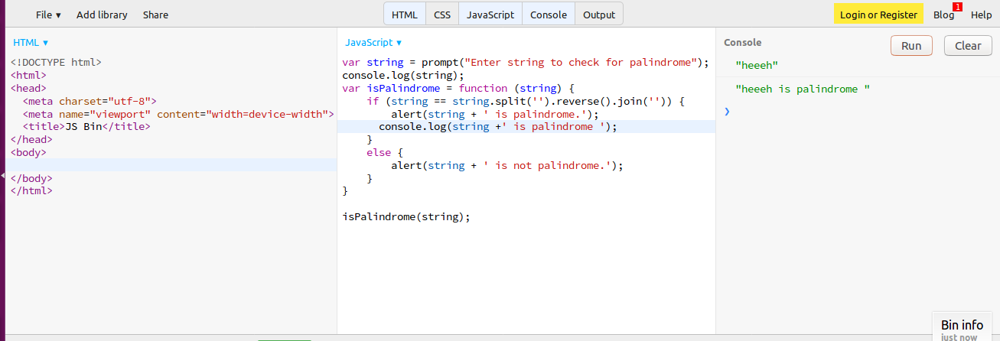 File ▾ Add library Share HTML CSS JavaScript Console Output Login or Register Blog 1 Help
HTML ▾
<!DOCTYPE html>
<html>
<head>
  <meta charset="utf-8">
  <meta name="viewport" content="width=device-width">
  <title>JS Bin</title>
</head>
<body>

</body>
</html>
JavaScript ▾
var string = prompt("Enter string to check for palindrome");
console.log(string);
var isPalindrome = function (string) {
    if (string == string.split('').reverse().join('')) {
        alert(string + ' is palindrome.');
      console.log(string +' is palindrome ');
    }
    else {
        alert(string + ' is not palindrome.');
    }
}

isPalindrome(string);
Console Run Clear
"heeeh"
"heeeh is palindrome "
❯
Bin info
just now